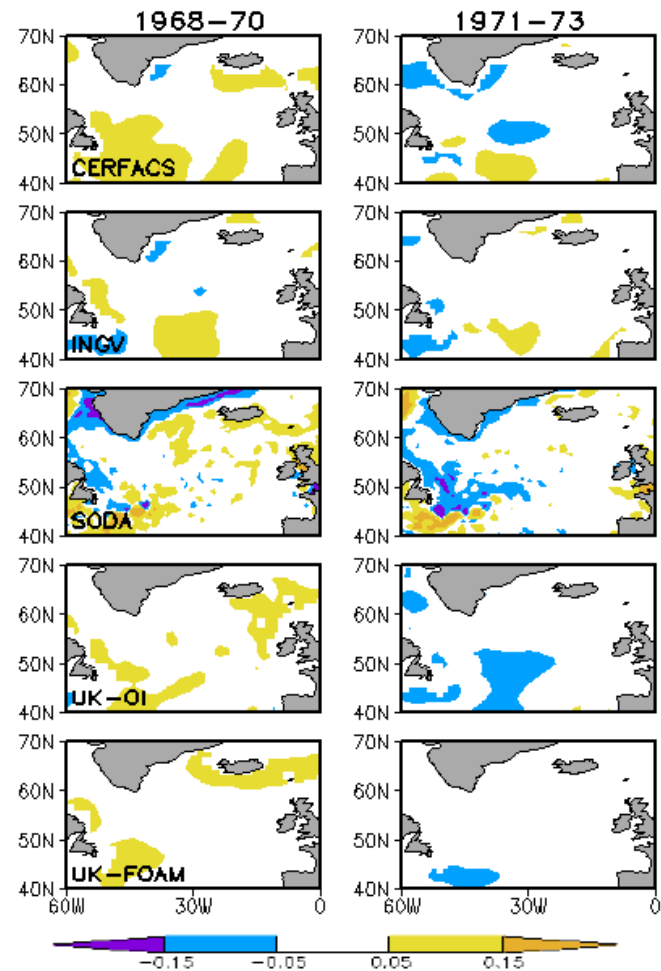 1968-70 1971-73
70N 70N
60N 60N
50N 50N
CERFACS
40N 40N
70N 70N
60N 60N
50N 50N
INGV
40N 40N
70N 70N
60N 60N
50N 50N
SODA
40N 40N
70N 70N
60N 60N
50N 50N
UK-OI
40N 40N
70N 70N
60N 60N
50N 50N
UK-FOAM
40N 40N
60W 30W 0 60W 30W 0
-0.15 -0.05 0.05 0.15